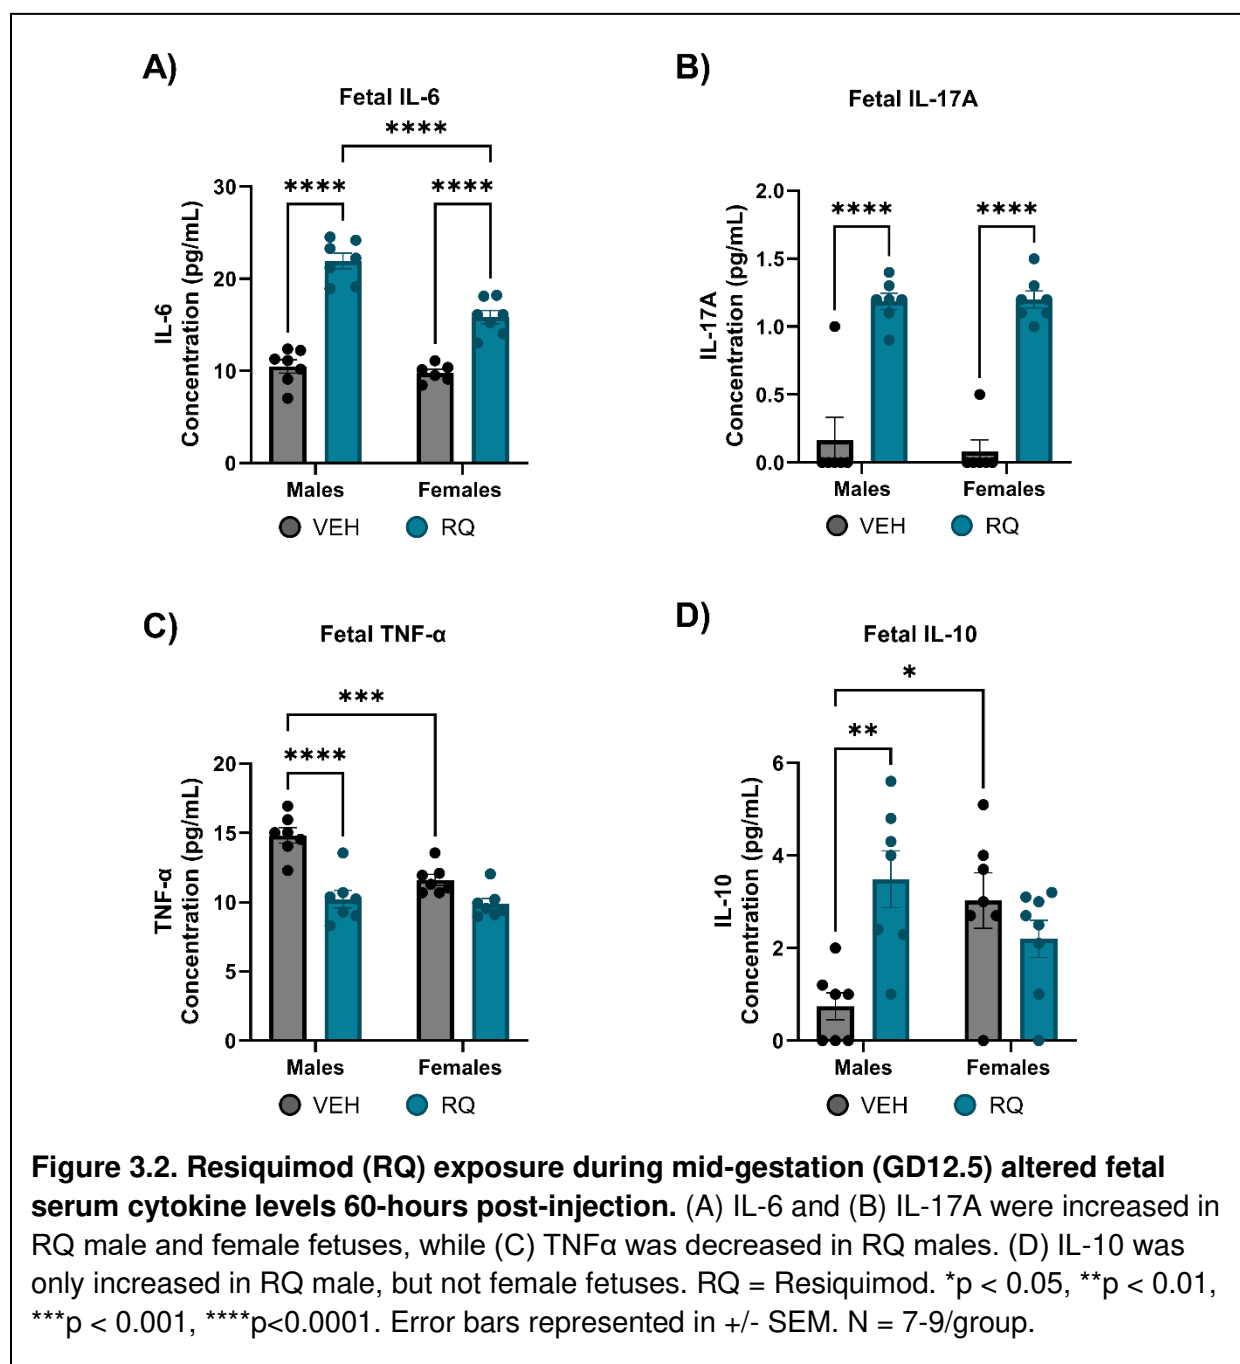 A)
Fetal IL-6
****
****
****
IL-6
Concentration (pg/mL)
30
20
10
0
Males
Females
VEH
RQ
B)
Fetal IL-17A
****
****
IL-17A
Concentration (pg/mL)
2.0
1.5
1.0
0.5
0.0
Males
Females
VEH
RQ
C)
Fetal TNF-α
***
****
TNF-α
Concentration (pg/mL)
20
15
10
5
0
Males
Females
VEH
RQ
D)
Fetal IL-10
*
**
IL-10
Concentration (pg/mL)
6
4
2
0
Males
Females
VEH
RQ
Figure 3.2. Resiquimod (RQ) exposure during mid-gestation (GD12.5) altered fetal
serum cytokine levels 60-hours post-injection. (A) IL-6 and (B) IL-17A were increased in
RQ male and female fetuses, while (C) TNFα was decreased in RQ males. (D) IL-10 was
only increased in RQ male, but not female fetuses. RQ = Resiquimod. *p < 0.05, **p < 0.01,
***p < 0.001, ****p<0.0001. Error bars represented in +/- SEM. N = 7-9/group.